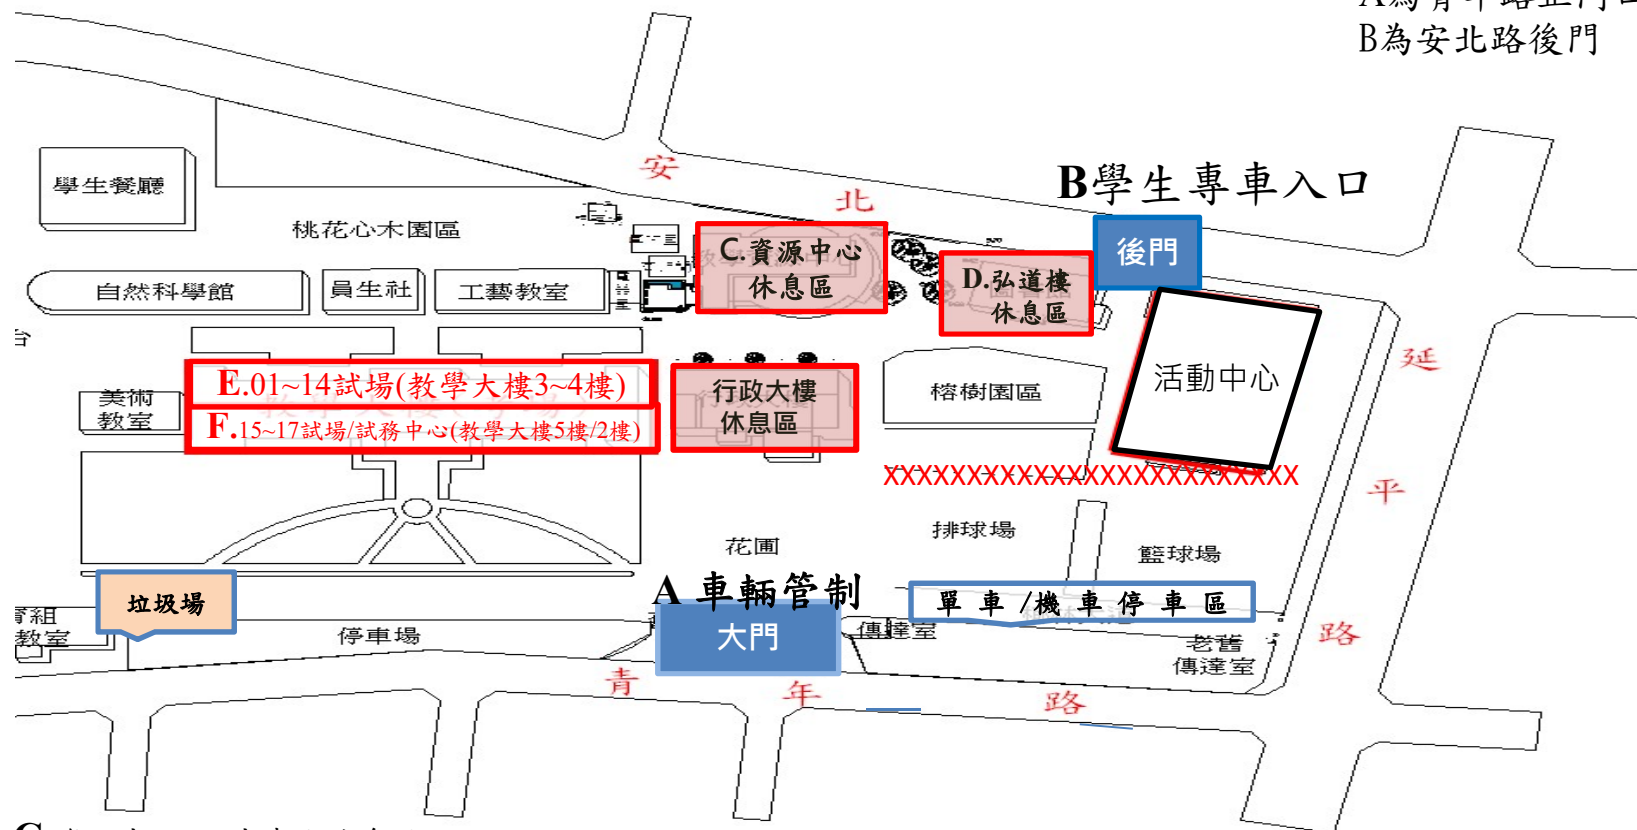 B為安北路後門
安
北
B學生專車入口
後門
學生餐廳
桃花心木園區
C.資源中心
休息區
D.弘道樓
休息區
自然科學館
員生社
工藝教室
台
延
平
路
活動中心
E.01~14試場(教學大樓3~4樓)
F.15~17試場/試務中心(教學大樓5樓/2樓)
美術
教室
行政大樓
休息區
榕樹園區
XXXXXXXXXXXXXXXXXXXXXXXXX
排球場
籃球場
花圃
A 車輛管制
大門
單車/機車停車區
垃圾場
育組
教室
停車場
傳達室
老舊
傳達室
青
年
路